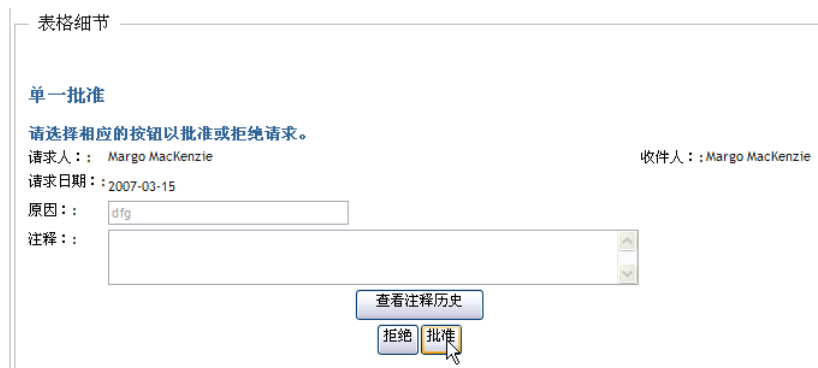 表格细节
单一批准
请选择相应的按钮以批准或拒绝请求。
请求人：: Margo MacKenzie 收件人：: Margo MacKenzie
请求日期：: 2007-03-15
原因：: dfg
注释：:
查看注释历史
拒绝 批准